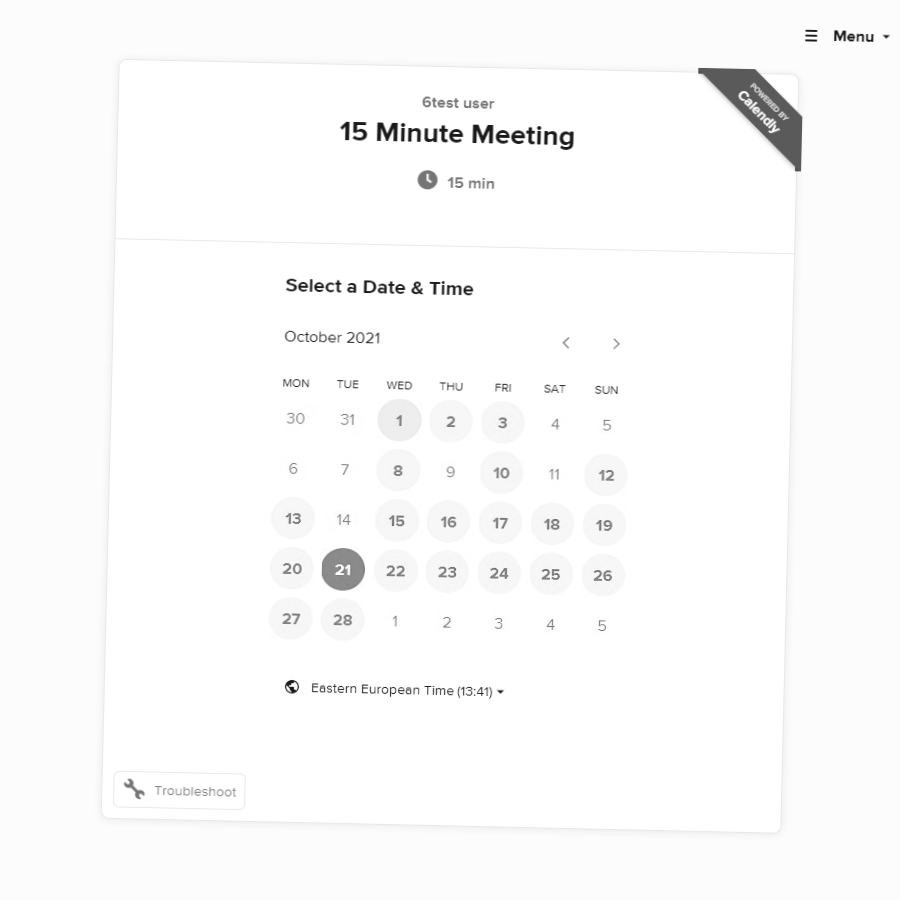 Menu
POWERED BY
Calendly
6test user
15 Minute Meeting
15 min
Select a Date & Time
October 2021
MON TUE WED THU FRI SAT SUN
30 31 1 2 3 4 5
6 7 8 9 10 11 12
13 14 15 16 17 18 19
20 21 22 23 24 25 26
27 28 1 2 3 4 5
Eastern European Time (13:41)
Troubleshoot